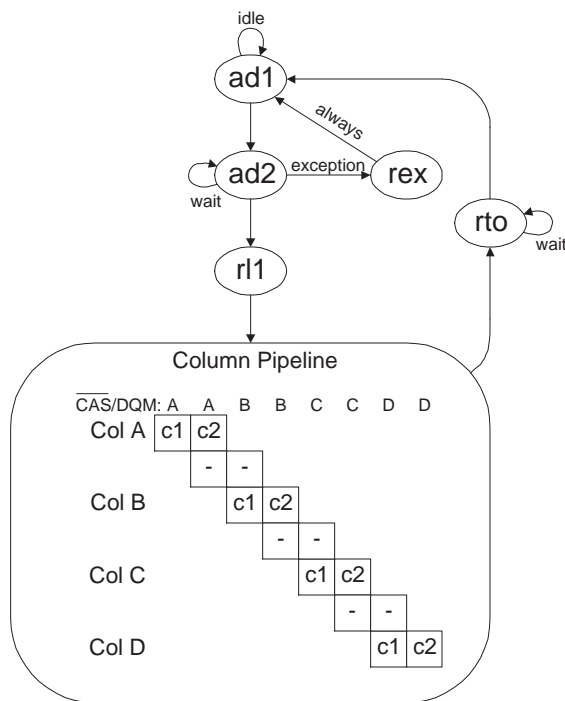 idle
ad1
always
ad2
exception
rex
wait
rto
wait
rl1
Column Pipeline
CAS/DQM: A A B B C C D D
Col A c1 c2
- -
Col B c1 c2
- -
Col C c1 c2
- -
Col D c1 c2